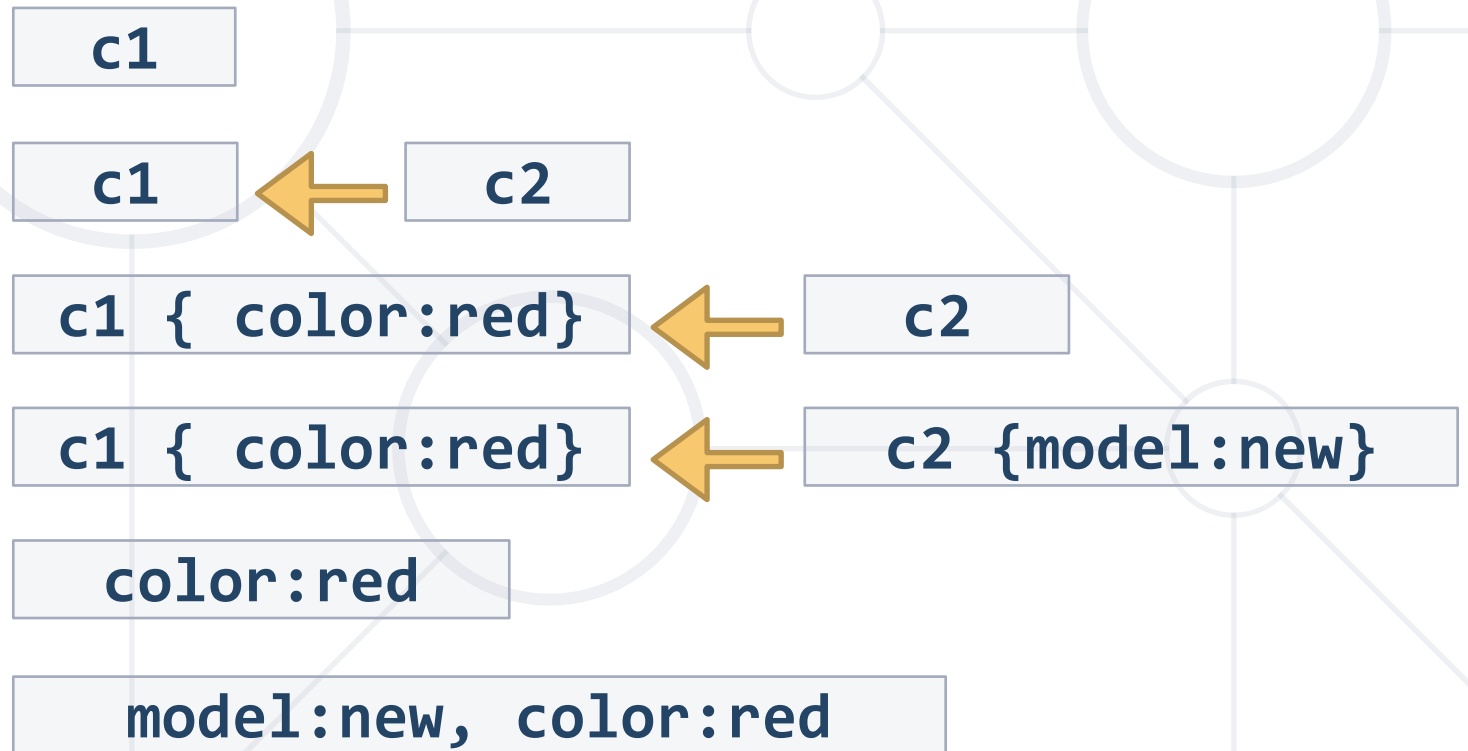 c1
c1 c2
c1 { color:red} c2
c1 { color:red} c2 {model:new}
color:red
model:new, color:red